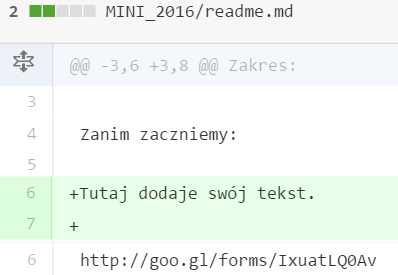 2 MINI_2016/readme.md
@@ -3,6 +3,8 @@ Zakres:
3
4 Zanim zaczniemy:
5
6 +Tutaj dodaje swój tekst.
7 +
6 http://goo.gl/forms/IxuatLQ0Av